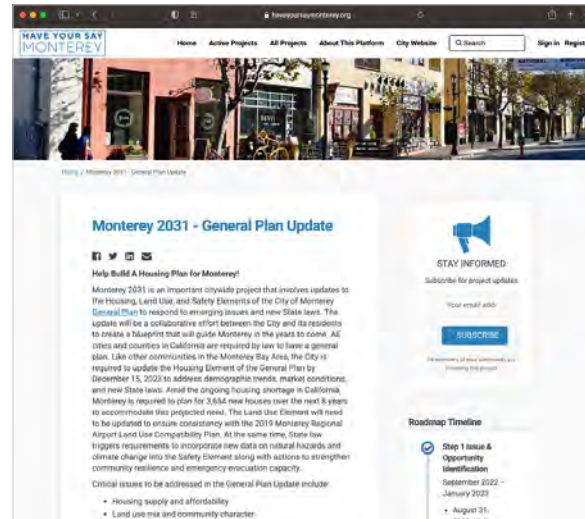 haveyoursaymonterey.org
HAVE YOUR SAY
MONTEREY
Home Active Projects All Projects About This Platform City Website Search Sign in Regist
Home / Monterey 2031 - General Plan Update
Monterey 2031 - General Plan Update
Help Build A Housing Plan for Monterey!
Monterey 2031 is an important citywide project that involves updates to
the Housing, Land Use, and Safety Elements of the City of Monterey
General Plan to respond to emerging issues and new State laws. The
update will be a collaborative effort between the City and its residents
to create a blueprint that will guide Monterey in the years to come. All
cities and counties in California are required by law to have a general
plan. Like other communities in the Monterey Bay Area, the City is
required to update the Housing Element of the General Plan by
December 15, 2023 to address demographic trends, market conditions,
and new State laws. Amid the ongoing housing shortage in California,
Monterey is required to plan for 3,654 new houses over the next 8 years
to accommodate this projected need. The Land Use Element will need
to be updated to ensure consistency with the 2019 Monterey Regional
Airport Land Use Compatibility Plan. At the same time, State law
triggers requirements to incorporate new data on natural hazards and
climate change into the Safety Element along with actions to strengthen
community resilience and emergency evacuation capacity.
Critical issues to be addressed in the General Plan Update include:
• Housing supply and affordability
• Land use mix and community character
STAY INFORMED
Subscribe for project updates
Your email addr
SUBSCRIBE
members of your community are
following this project
Roadmap Timeline
Step 1 Issue &
Opportunity
Identification
September 2022 -
January 2023
• August 31: